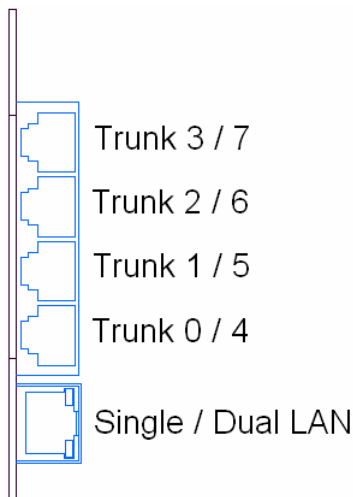 Trunk 3 / 7
Trunk 2 / 6
Trunk 1 / 5
Trunk 0 / 4
Single / Dual LAN